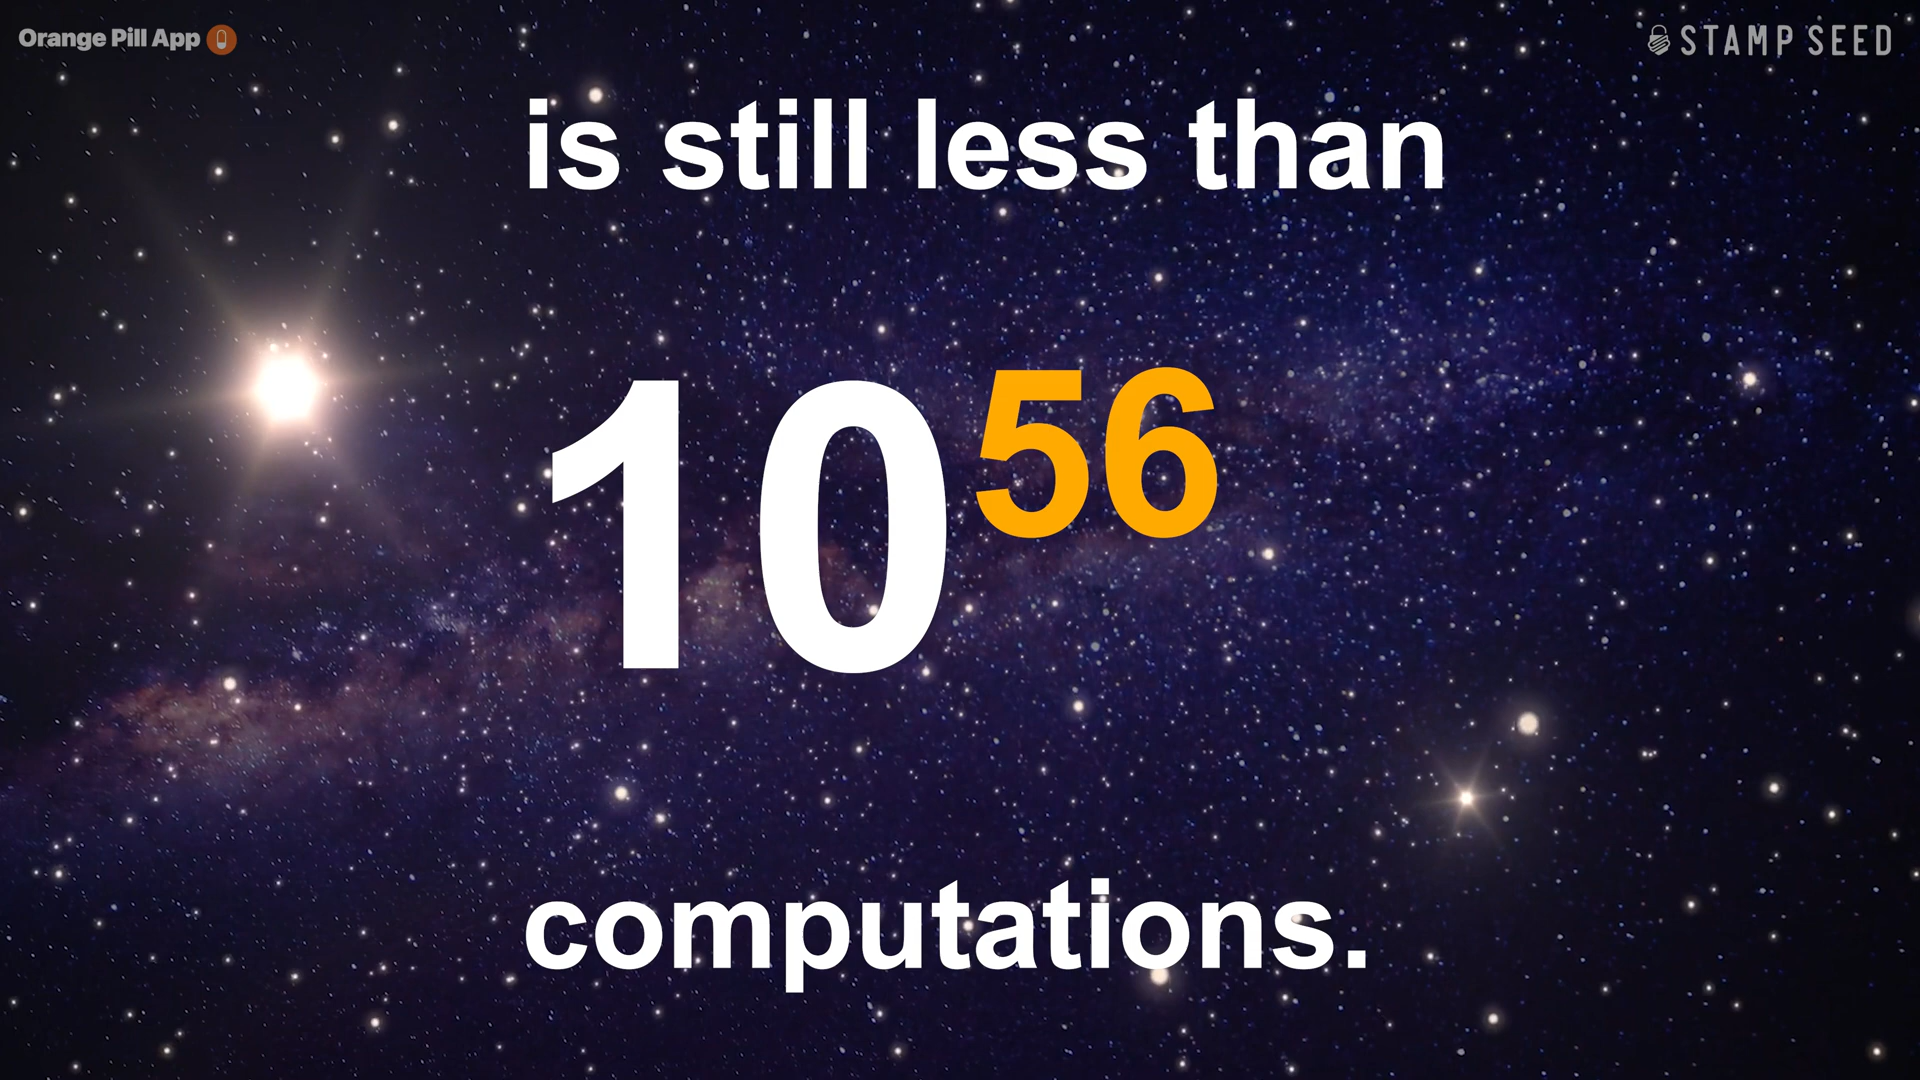 Orange Pill App
STAMP SEED
is still less than
10⁵⁶
computations.